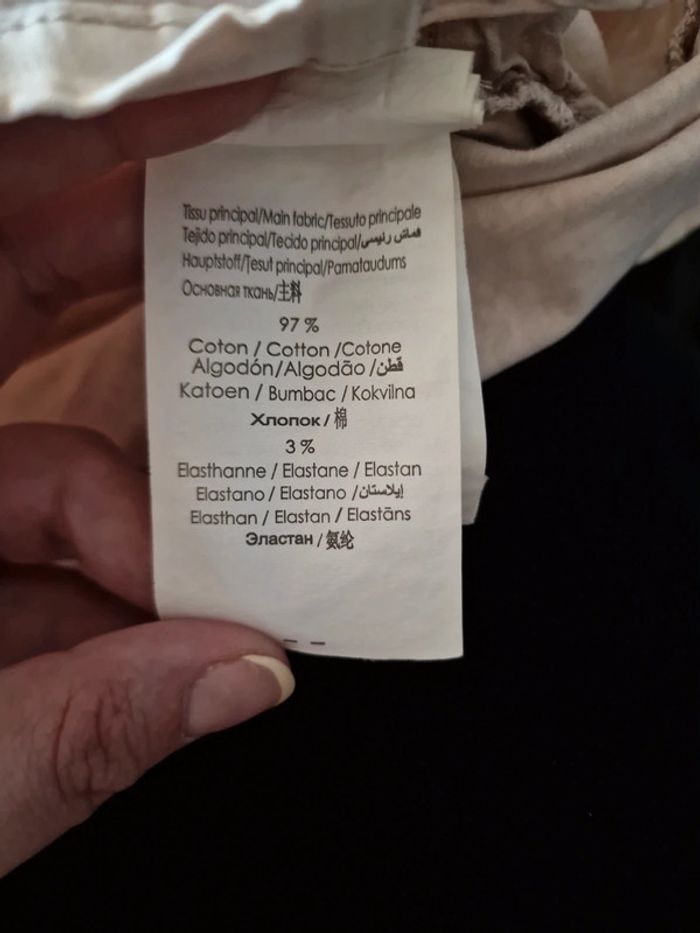 Tissu principal/Main fabric/Tessuto principale
Tejido principal/Tecido principal/قماش رئيسي
Hauptstoff/Tesut principal/Pamataudums
Основная ткань/主料
97 %
Coton / Cotton /Cotone
Algodón/Algodão /قطن
Katoen / Bumbac / Kokvilna
Хлопок / 棉
3 %
Elasthanne / Elastane / Elastan
Elastano / Elastano /إيلاستان
Elasthan / Elastan / Elastāns
Эластан / 氨纶